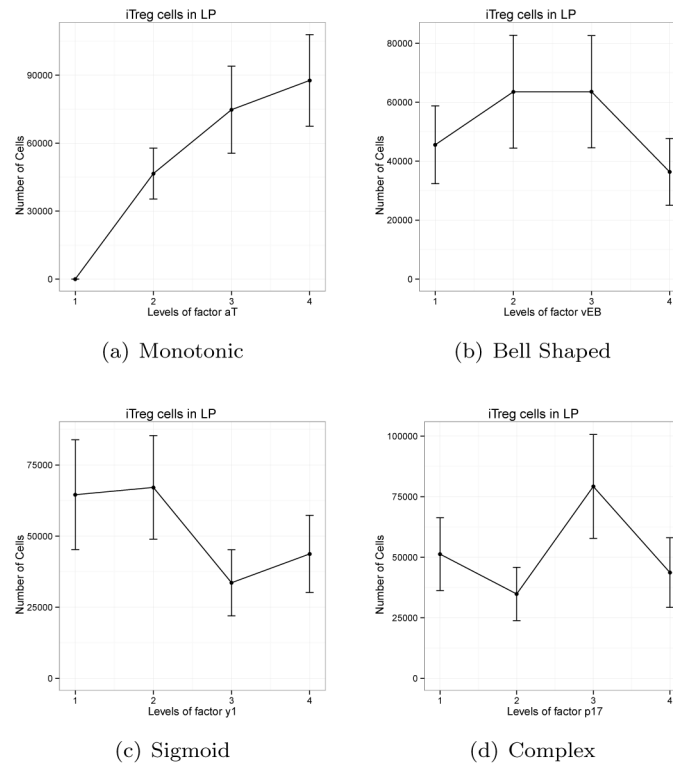 iTreg cells in LP
Number of Cells
90000
60000
30000
0
1 2 3 4
Levels of factor aT
(a) Monotonic
iTreg cells in LP
Number of Cells
80000
60000
40000
20000
0
1 2 3 4
Levels of factor vEB
(b) Bell Shaped
iTreg cells in LP
Number of Cells
75000
50000
25000
0
1 2 3 4
Levels of factor y1
(c) Sigmoid
iTreg cells in LP
Number of Cells
100000
75000
50000
25000
0
1 2 3 4
Levels of factor p17
(d) Complex